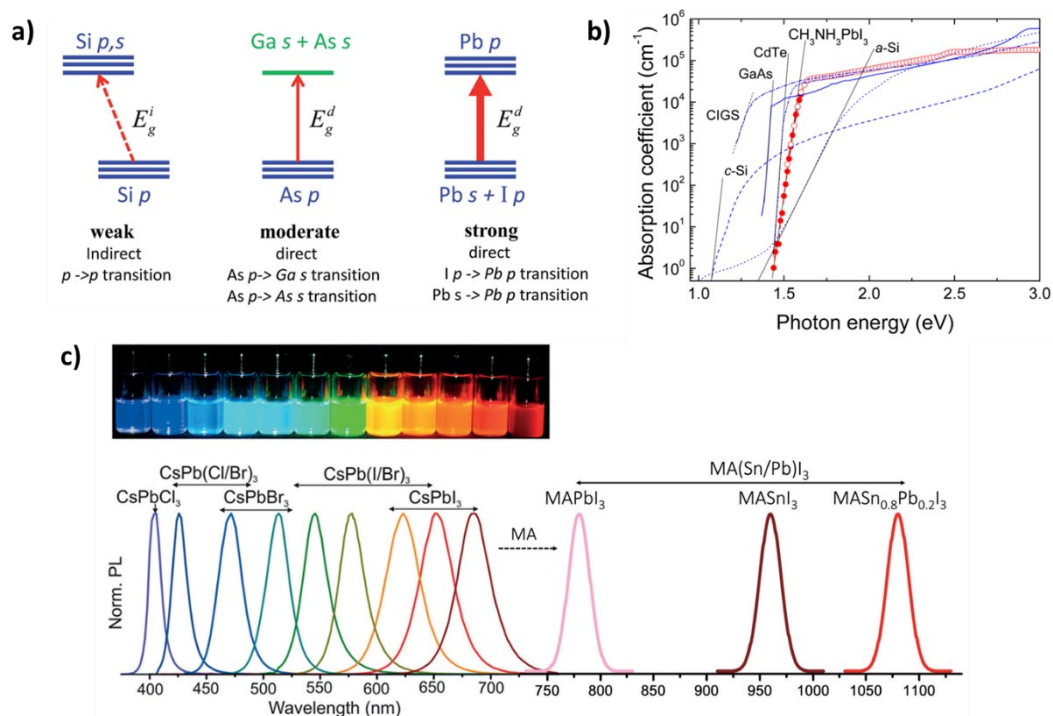 a)
Si p,s
E_g^i
Si p
weak
Indirect
p ->p transition
Ga s + As s
E_g^d
As p
moderate
direct
As p-> Ga s transition
As p-> As s transition
Pb p
E_g^d
Pb s + I p
strong
direct
I p -> Pb p transition
Pb s -> Pb p transition
b)
Absorption coefficient (cm⁻¹)
10⁶
10⁵
10⁴
10³
10²
10¹
10⁰
CIGS
GaAs
CdTe
CH₃NH₃PbI₃
a-Si
c-Si
1.0 1.5 2.0 2.5 3.0
Photon energy (eV)
c)
CsPb(Cl/Br)₃
CsPb(I/Br)₃
MA(Sn/Pb)I₃
CsPbCl₃
CsPbBr₃
CsPbI₃
MA
MAPbI₃
MASnI₃
MASn₀.₈Pb₀.₂I₃
Norm. PL
400 450 500 550 600 650 700 750 800 900 950 1000 1050 1100
Wavelength (nm)